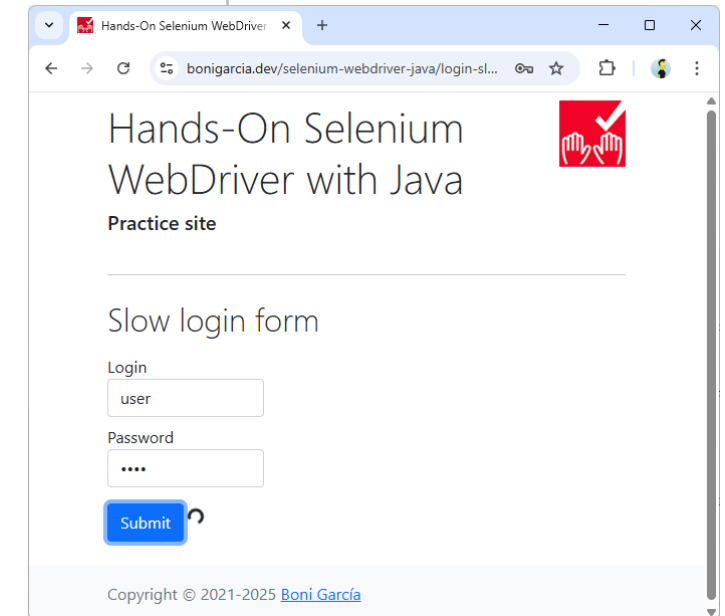 Hands-On Selenium WebDriver
bonigarcia.dev/selenium-webdriver-java/login-sl...
Hands-On Selenium
WebDriver with Java
Practice site
Slow login form
Login
user
Password
••••
Submit
Copyright © 2021-2025 Boni García